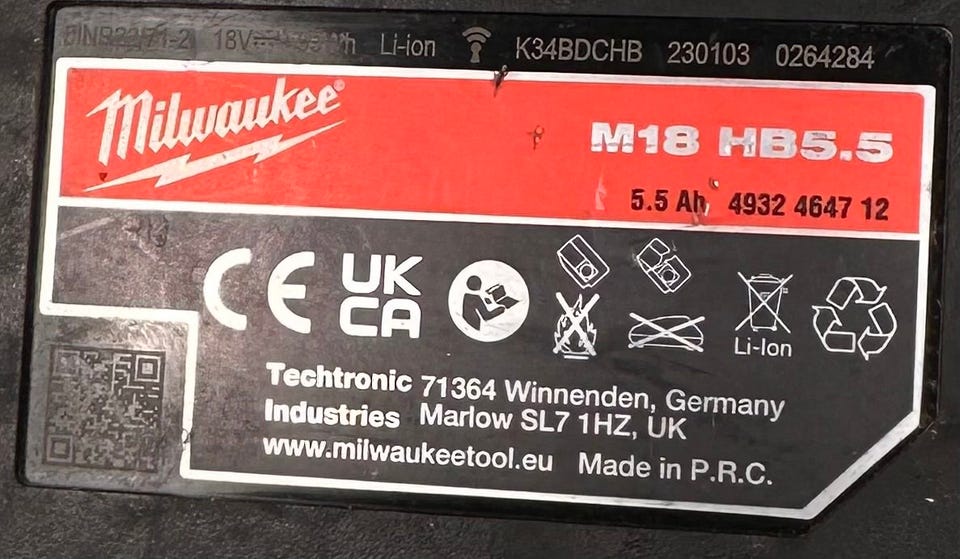 18V Li-ion K34BDCHB 230103 0264284
Milwaukee®
M18 HB5.5
5.5 Ah 4932 4647 12
CE UK
CA
Li-Ion
Techtronic 71364 Winnenden, Germany
Industries Marlow SL7 1HZ, UK
www.milwaukeetool.eu Made in P.R.C.